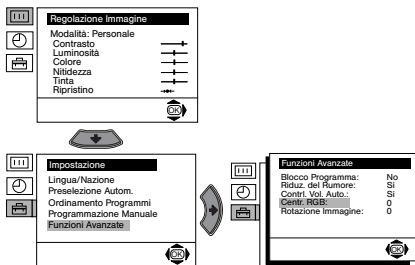 Regolazione Immagine
Modalità: Personale
Contrasto
Luminosità
Colore
Nitidezza
Tinta
Ripristino
OK
Impostazione
Lingua/Nazione
Preselezione Autom.
Ordinamento Programmi
Programmazione Manuale
Funzioni Avanzate
OK
Funzioni Avanzate
Blocco Programma: No
Riduz. del Rumore: Si
Contrl. Vol. Auto.: Si
Centr. RGB: 0
Rotazione Immagine: 0
OK